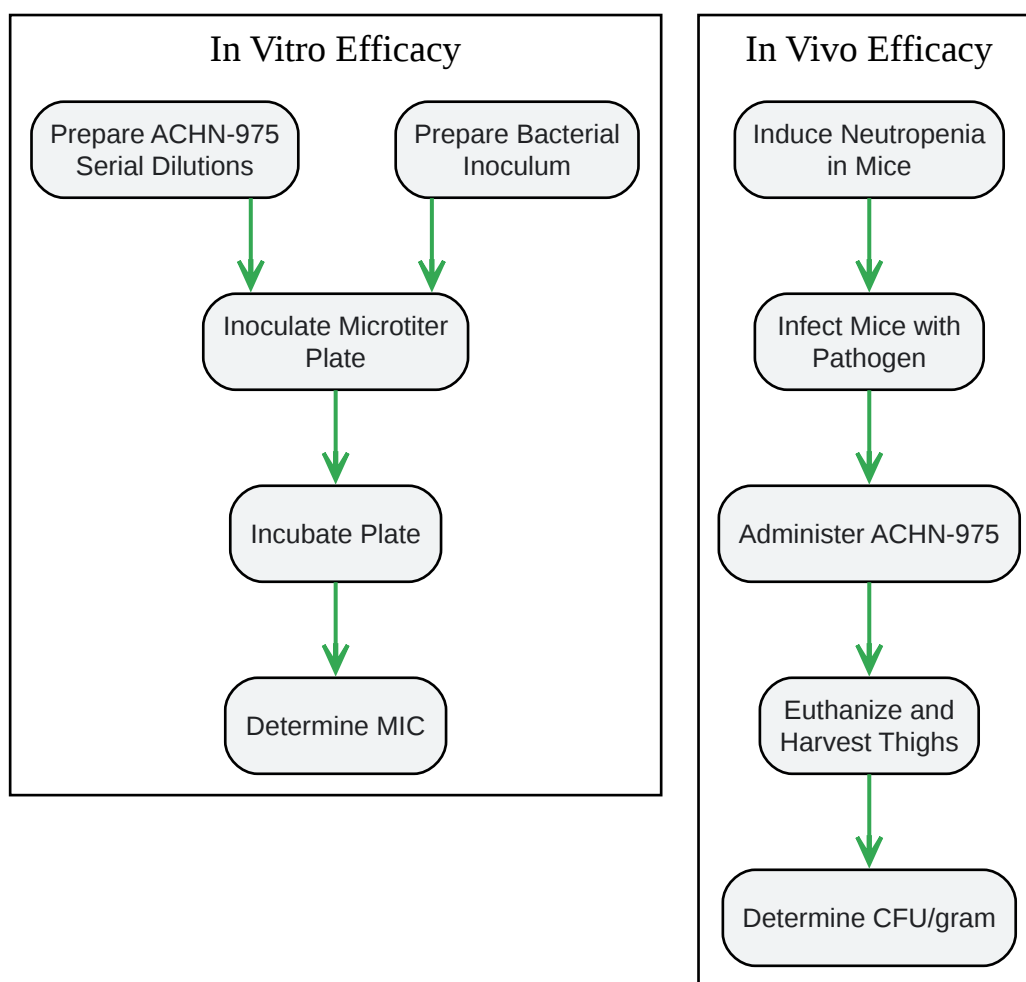 In Vitro Efficacy
Prepare ACHN-975
Serial Dilutions
Prepare Bacterial
Inoculum
Inoculate Microtiter
Plate
Incubate Plate
Determine MIC
In Vivo Efficacy
Induce Neutropenia
in Mice
Infect Mice with
Pathogen
Administer ACHN-975
Euthanize and
Harvest Thighs
Determine CFU/gram